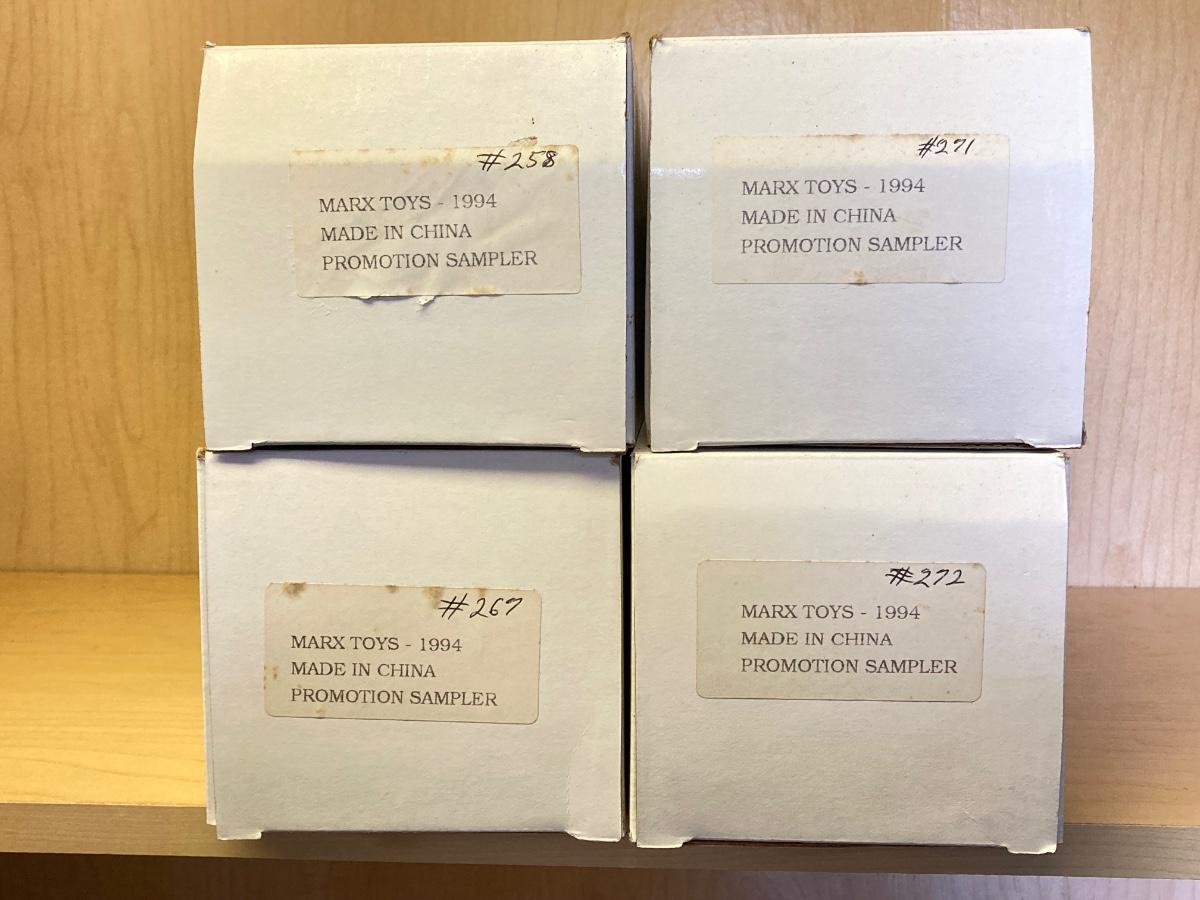 #258
MARX TOYS - 1994
MADE IN CHINA
PROMOTION SAMPLER
#271
MARX TOYS - 1994
MADE IN CHINA
PROMOTION SAMPLER
#267
MARX TOYS - 1994
MADE IN CHINA
PROMOTION SAMPLER
#272
MARX TOYS - 1994
MADE IN CHINA
PROMOTION SAMPLER